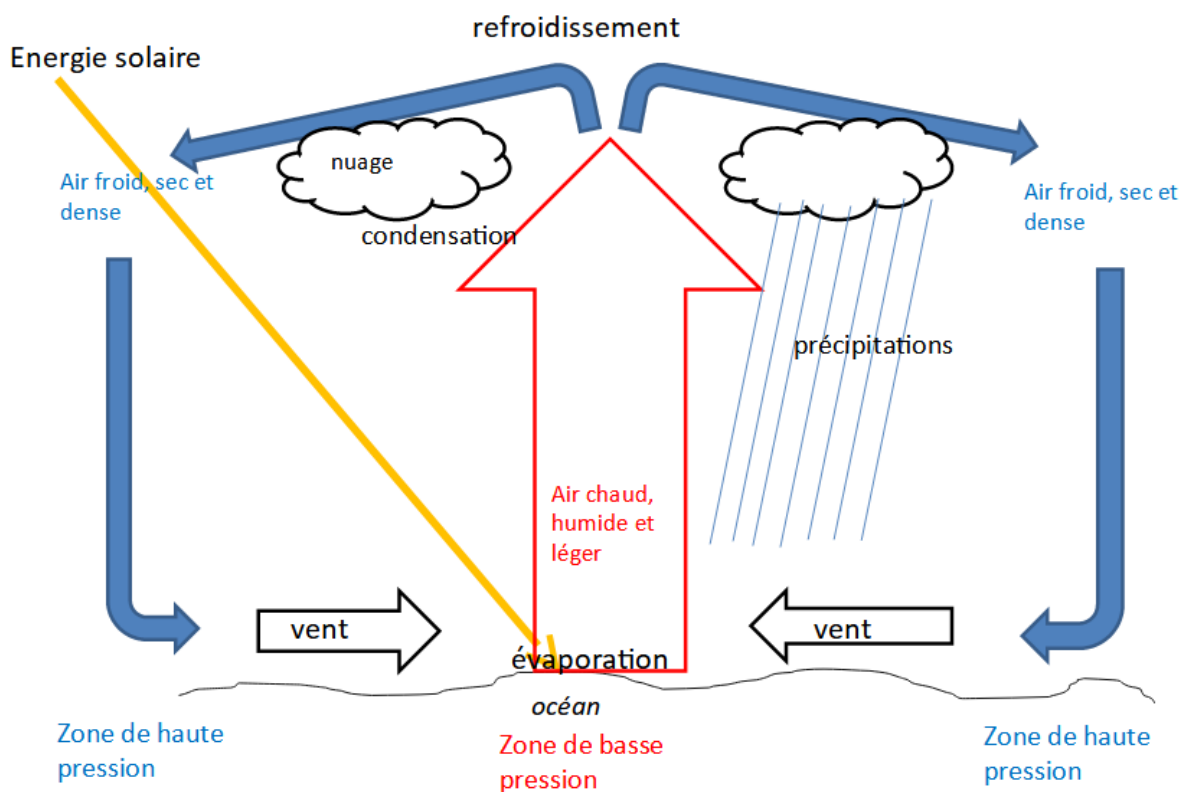 refroidissement
Energie solaire
nuage
Air froid, sec et
dense
Air froid, sec et
dense
condensation
précipitations
Air chaud,
humide et
léger
vent
vent
évaporation
océan
Zone de haute
pression
Zone de basse
pression
Zone de haute
pression